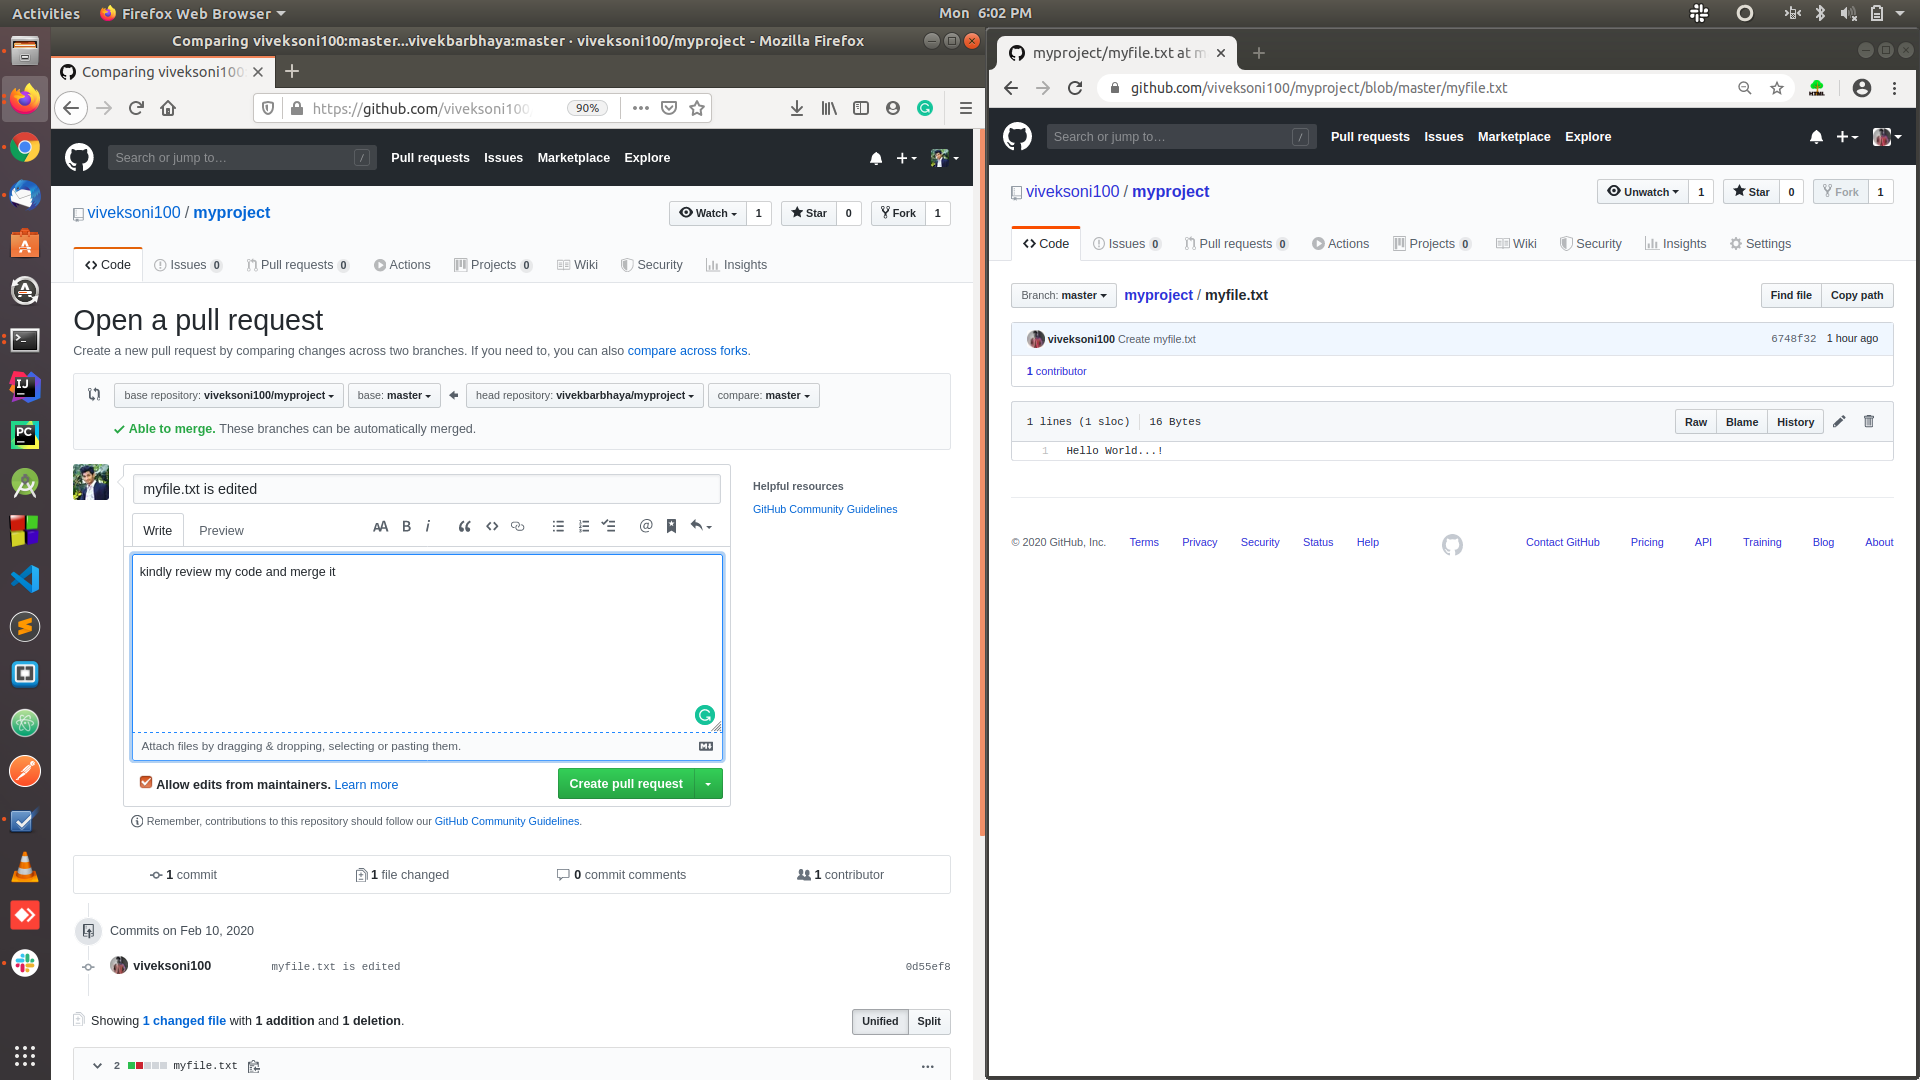 Activities Firefox Web Browser Mon 6:02 PM
Comparing viveksoni100:master...vivekbarbhaya:master · viveksoni100/myproject - Mozilla Firefox
Comparing viveksoni100:
https://github.com/viveksoni100 90%
Search or jump to… / Pull requests Issues Marketplace Explore
viveksoni100 / myproject Watch 1 Star 0 Fork 1
Code Issues 0 Pull requests 0 Actions Projects 0 Wiki Security Insights
Open a pull request
Create a new pull request by comparing changes across two branches. If you need to, you can also compare across forks.
base repository: viveksoni100/myproject base: master head repository: vivekbarbhaya/myproject compare: master
Able to merge. These branches can be automatically merged.
myfile.txt is edited
Write Preview AA B i @
kindly review my code and merge it
Attach files by dragging & dropping, selecting or pasting them.
Allow edits from maintainers. Learn more Create pull request
Remember, contributions to this repository should follow our GitHub Community Guidelines.
Helpful resources
GitHub Community Guidelines
1 commit 1 file changed 0 commit comments 1 contributor
Commits on Feb 10, 2020
viveksoni100 myfile.txt is edited 0d55ef8
Showing 1 changed file with 1 addition and 1 deletion. Unified Split
2 myfile.txt
myproject/myfile.txt at m
github.com/viveksoni100/myproject/blob/master/myfile.txt
Search or jump to… / Pull requests Issues Marketplace Explore
viveksoni100 / myproject Unwatch 1 Star 0 Fork 1
Code Issues 0 Pull requests 0 Actions Projects 0 Wiki Security Insights Settings
Branch: master myproject / myfile.txt Find file Copy path
viveksoni100 Create myfile.txt 6748f32 1 hour ago
1 contributor
1 lines (1 sloc) 16 Bytes Raw Blame History
1 Hello World...!
© 2020 GitHub, Inc. Terms Privacy Security Status Help Contact GitHub Pricing API Training Blog About